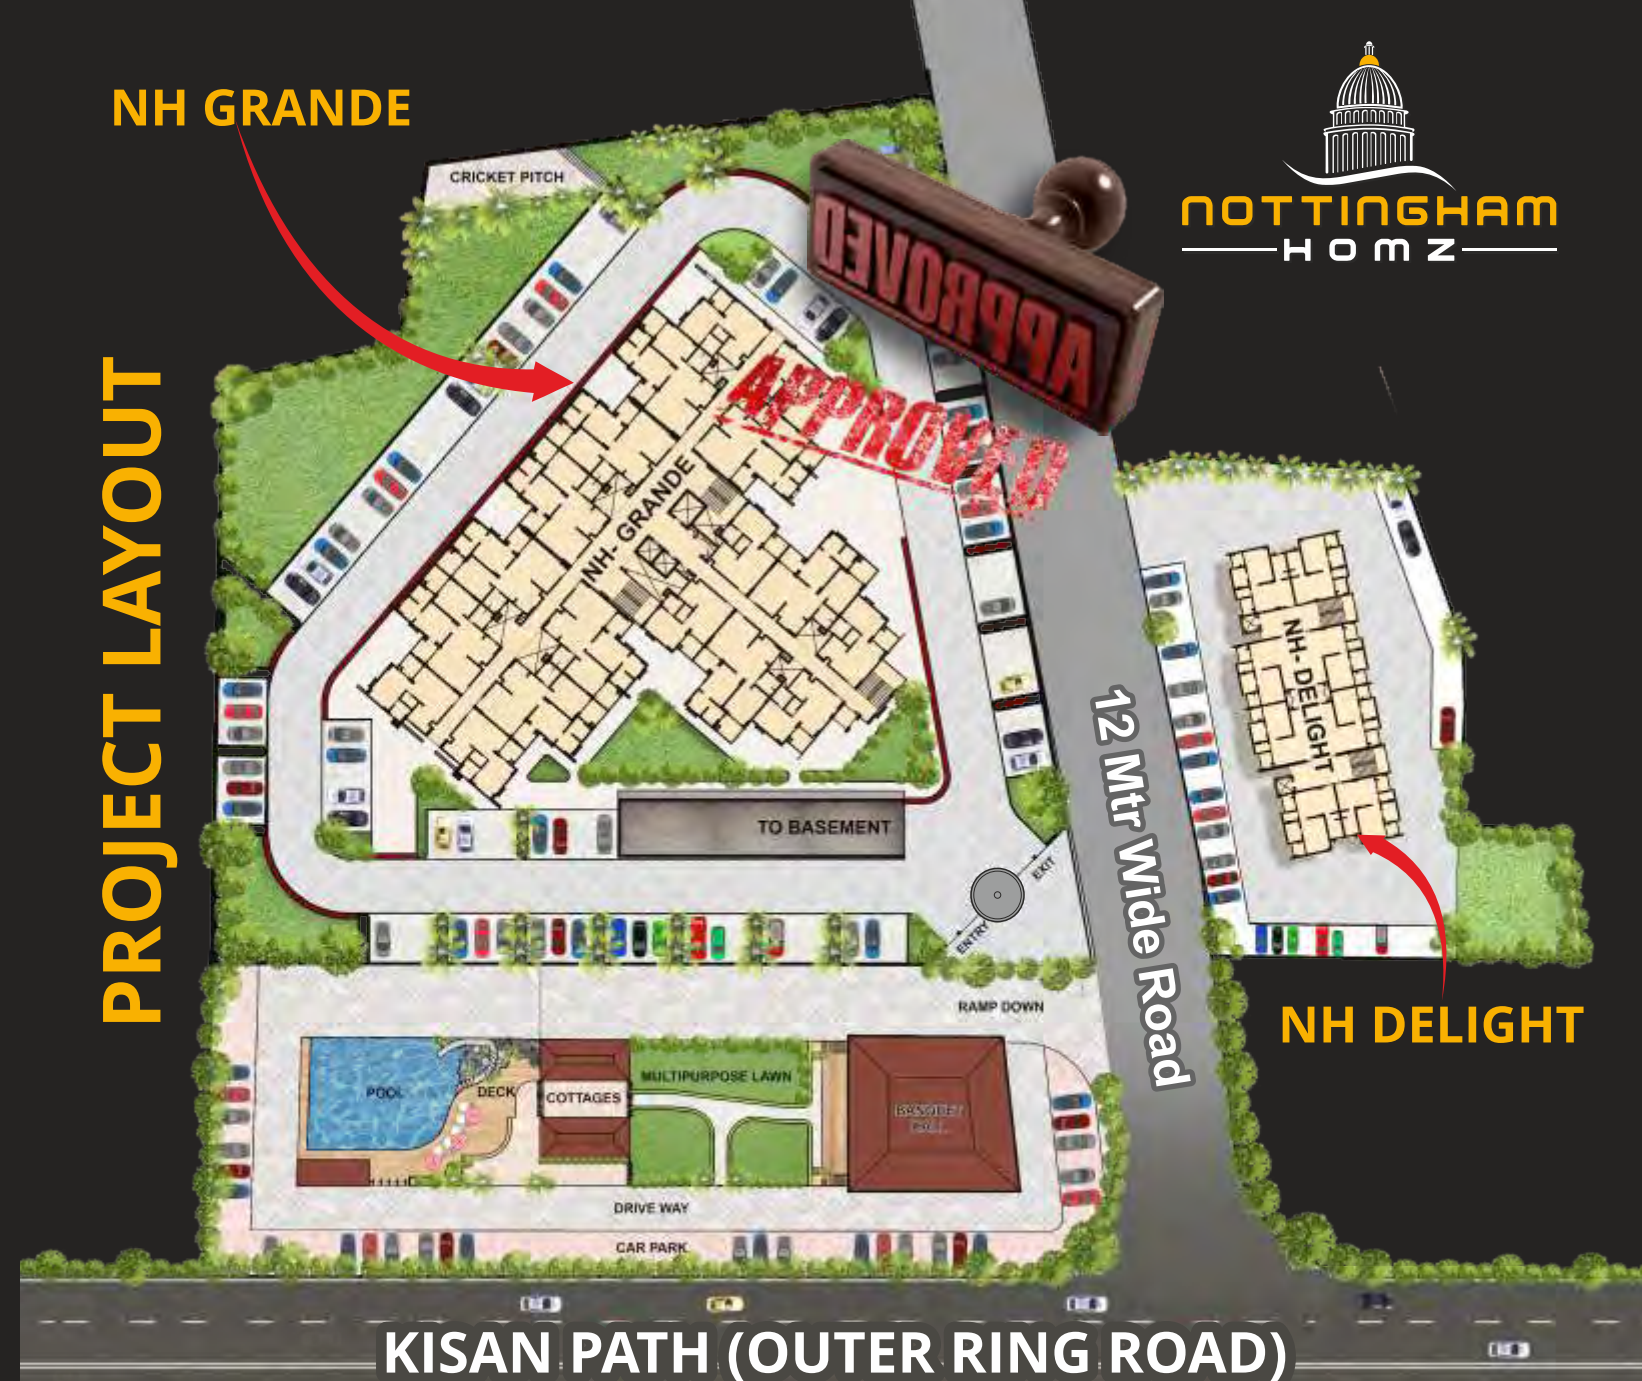 NH GRANDE
NOTTINGHAM
HOMZ
CRICKET PITCH
APPROVED
APPROVED
PROJECT LAYOUT
NH- GRANDE
NH- DELIGHT
12 Mtr Wide Road
TO BASEMENT
EXIT
ENTRY
RAMP DOWN
NH DELIGHT
POOL
DECK
COTTAGES
MULTIPURPOSE LAWN
BANQUET
HALL
DRIVE WAY
CAR PARK
KISAN PATH (OUTER RING ROAD)